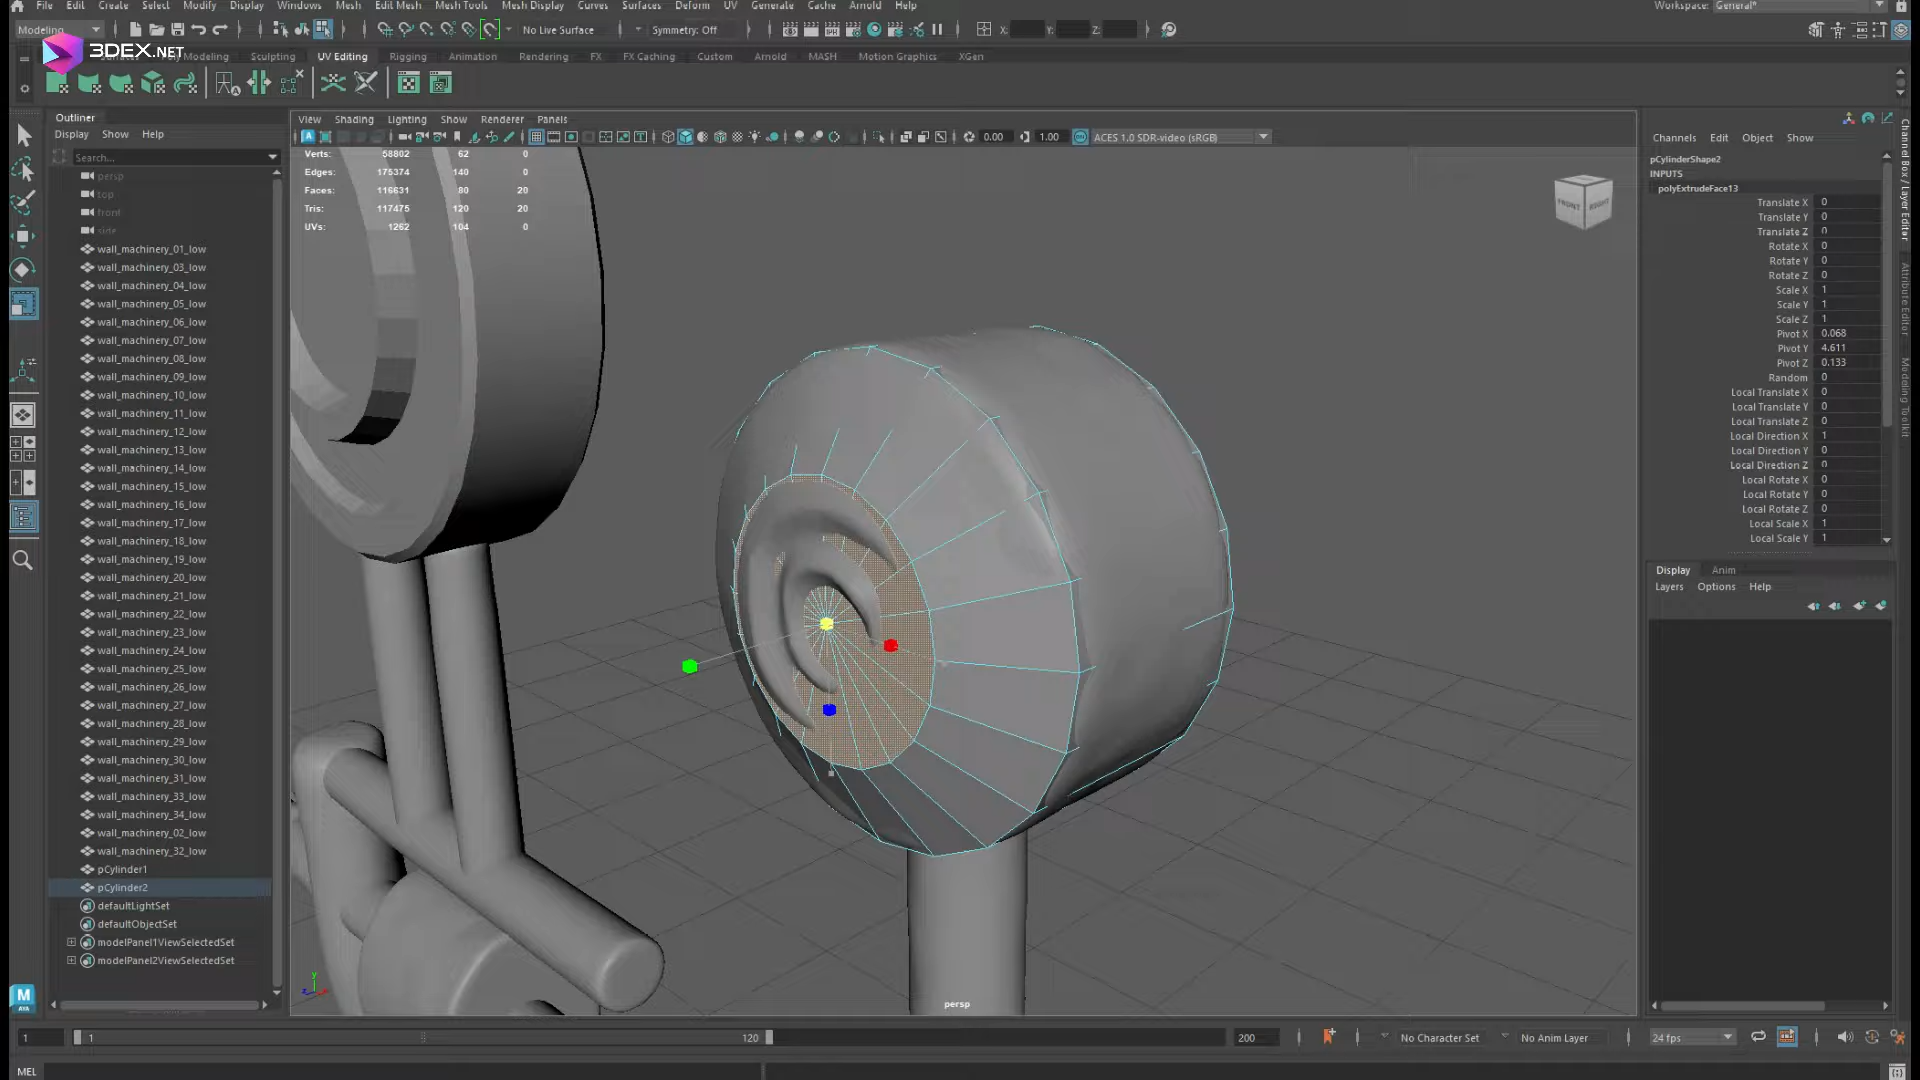 File Edit Create Select Modify Display Windows Mesh Edit Mesh Mesh Tools Mesh Display Curves Surfaces Deform UV Generate Cache Arnold Help
Workspace: General*
Modeling
No Live Surface
Symmetry: Off
X: Y: Z:
3DEX.NET
Modeling Sculpting UV Editing Rigging Animation Rendering FX FX Caching Custom Arnold MASH Motion Graphics XGen
Outliner
Display Show Help
Search...
persp
top
front
side
wall_machinery_01_low
wall_machinery_03_low
wall_machinery_04_low
wall_machinery_05_low
wall_machinery_06_low
wall_machinery_07_low
wall_machinery_08_low
wall_machinery_09_low
wall_machinery_10_low
wall_machinery_11_low
wall_machinery_12_low
wall_machinery_13_low
wall_machinery_14_low
wall_machinery_15_low
wall_machinery_16_low
wall_machinery_17_low
wall_machinery_18_low
wall_machinery_19_low
wall_machinery_20_low
wall_machinery_21_low
wall_machinery_22_low
wall_machinery_23_low
wall_machinery_24_low
wall_machinery_25_low
wall_machinery_26_low
wall_machinery_27_low
wall_machinery_28_low
wall_machinery_29_low
wall_machinery_30_low
wall_machinery_31_low
wall_machinery_33_low
wall_machinery_34_low
wall_machinery_02_low
wall_machinery_32_low
pCylinder1
pCylinder2
defaultLightSet
defaultObjectSet
modelPanel1ViewSelectedSet
modelPanel2ViewSelectedSet
View Shading Lighting Show Renderer Panels
0.00 1.00 ACES 1.0 SDR-video (sRGB)
Verts: 58802 62 0
Edges: 175374 140 0
Faces: 116631 80 20
Tris: 117475 120 20
UVs: 1262 104 0
FRONT RIGHT
persp
Channels Edit Object Show
pCylinderShape2
INPUTS
polyExtrudeFace13
Translate X 0
Translate Y 0
Translate Z 0
Rotate X 0
Rotate Y 0
Rotate Z 0
Scale X 1
Scale Y 1
Scale Z 1
Pivot X 0.068
Pivot Y 4.611
Pivot Z 0.133
Random 0
Local Translate X 0
Local Translate Y 0
Local Translate Z 0
Local Direction X 1
Local Direction Y 0
Local Direction Z 0
Local Rotate X 0
Local Rotate Y 0
Local Rotate Z 0
Local Scale X 1
Local Scale Y 1
Channel Box / Layer Editor
Attribute Editor
Modeling Toolkit
Display Anim
Layers Options Help
1 1 120 200
No Character Set
No Anim Layer
24 fps
MEL